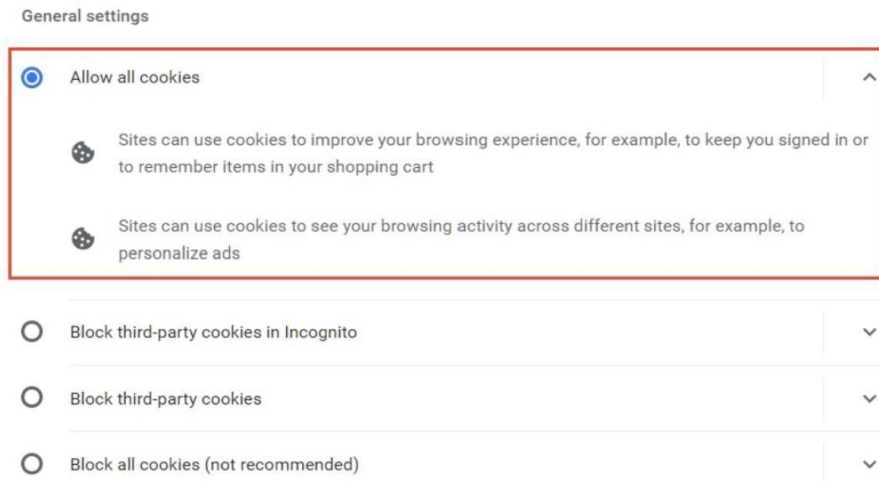 General settings
Allow all cookies
Sites can use cookies to improve your browsing experience, for example, to keep you signed in or
to remember items in your shopping cart
Sites can use cookies to see your browsing activity across different sites, for example, to
personalize ads
Block third-party cookies in Incognito
Block third-party cookies
Block all cookies (not recommended)